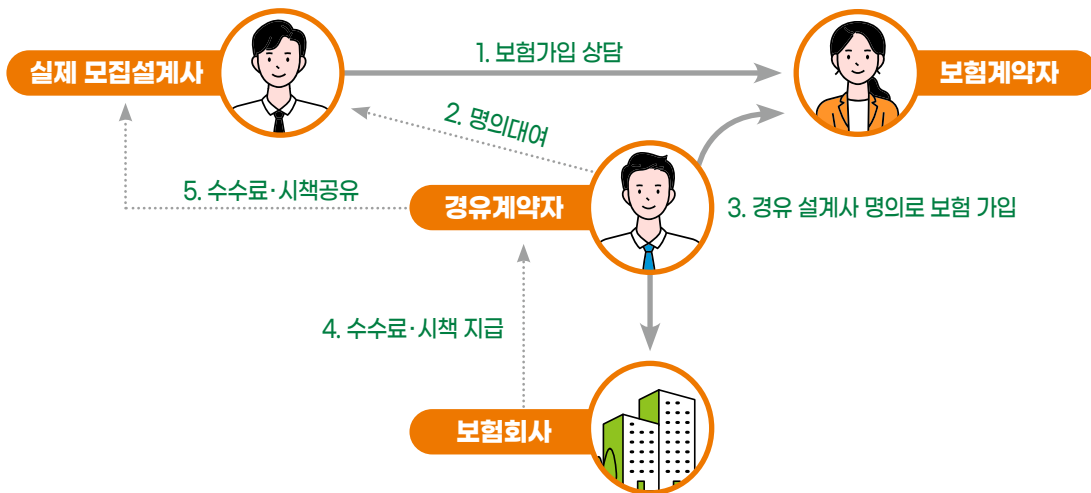 실제 모집설계사
1. 보험가입 상담
보험계약자
2. 명의대여
5. 수수료·시책공유
경유계약자
3. 경유 설계사 명의로 보험 가입
4. 수수료·시책 지급
보험회사